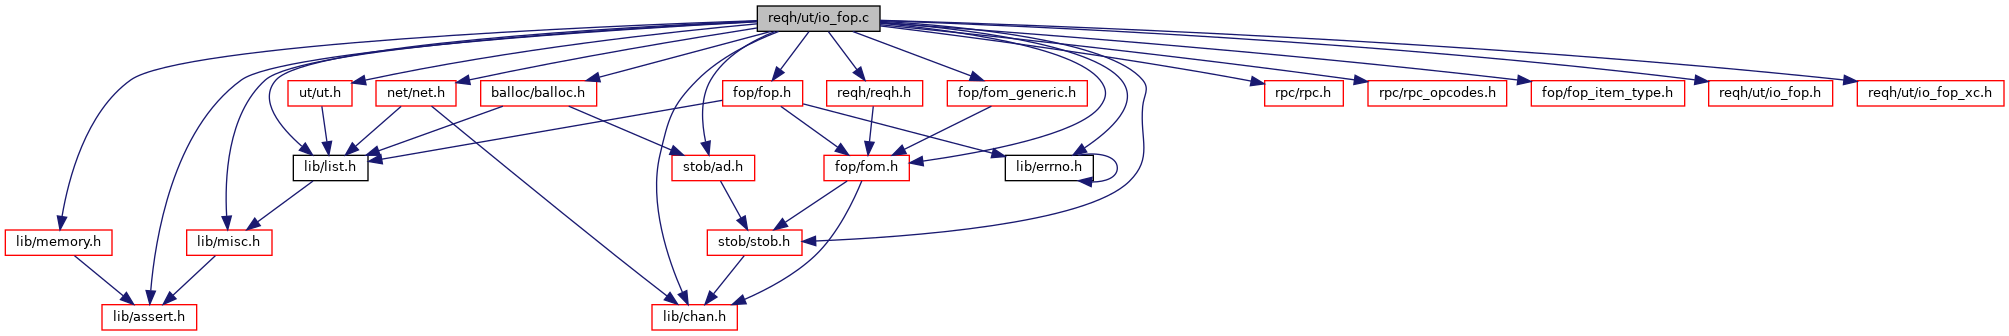 reqh/ut/io_fop.c
ut/ut.h
net/net.h
balloc/balloc.h
fop/fop.h
reqh/reqh.h
fop/fom_generic.h
rpc/rpc.h
rpc/rpc_opcodes.h
fop/fop_item_type.h
reqh/ut/io_fop.h
reqh/ut/io_fop_xc.h
lib/list.h
stob/ad.h
fop/fom.h
lib/errno.h
lib/memory.h
lib/misc.h
stob/stob.h
lib/assert.h
lib/chan.h